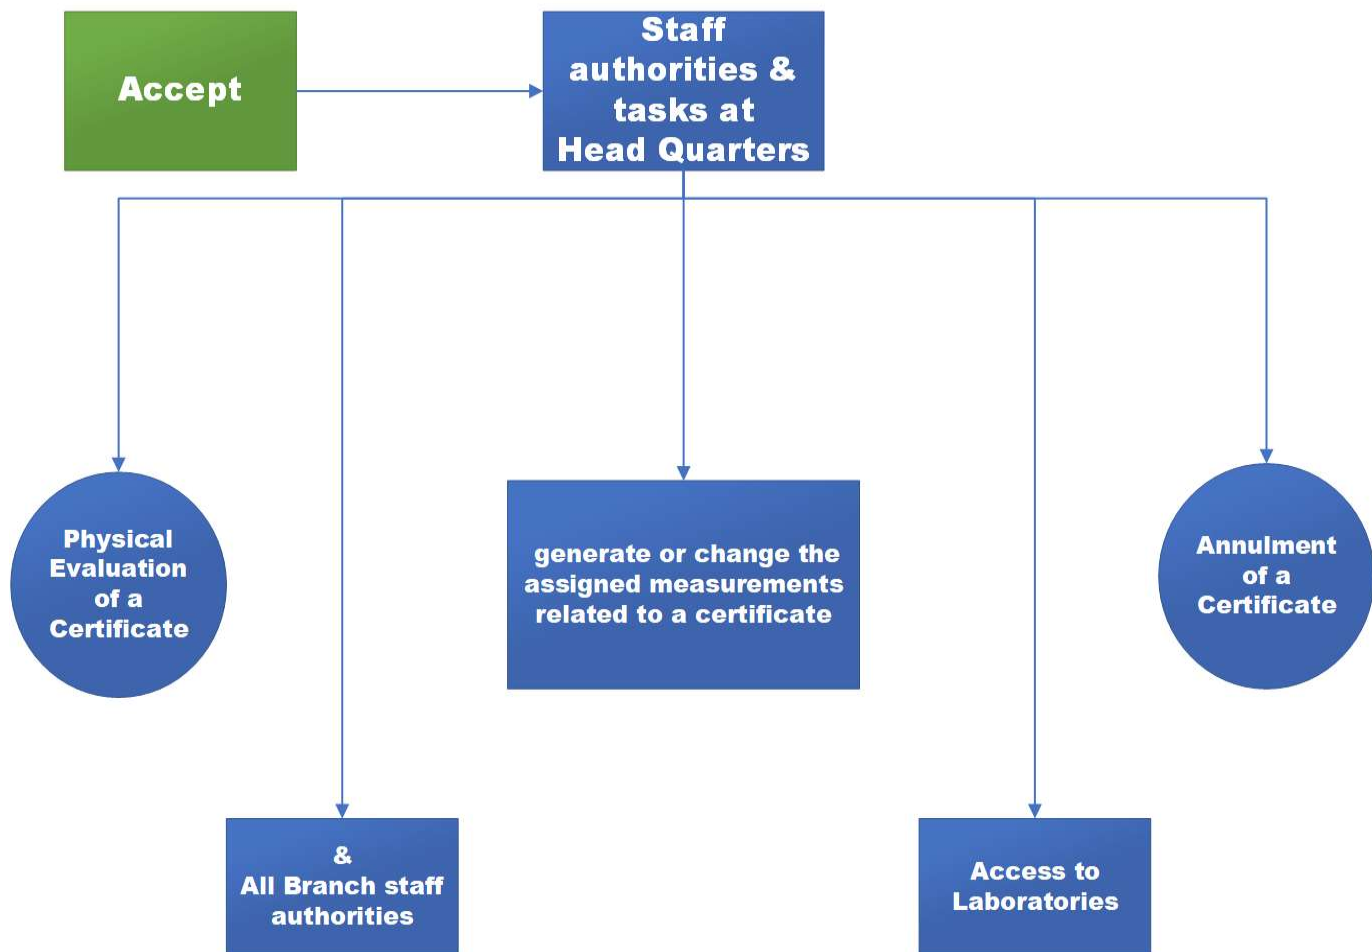 Accept
Staff
authorities &
tasks at
Head Quarters
Physical
Evaluation
of a
Certificate
generate or change the
assigned measurements
related to a certificate
Annulment
of a
Certificate
&
All Branch staff
authorities
Access to
Laboratories